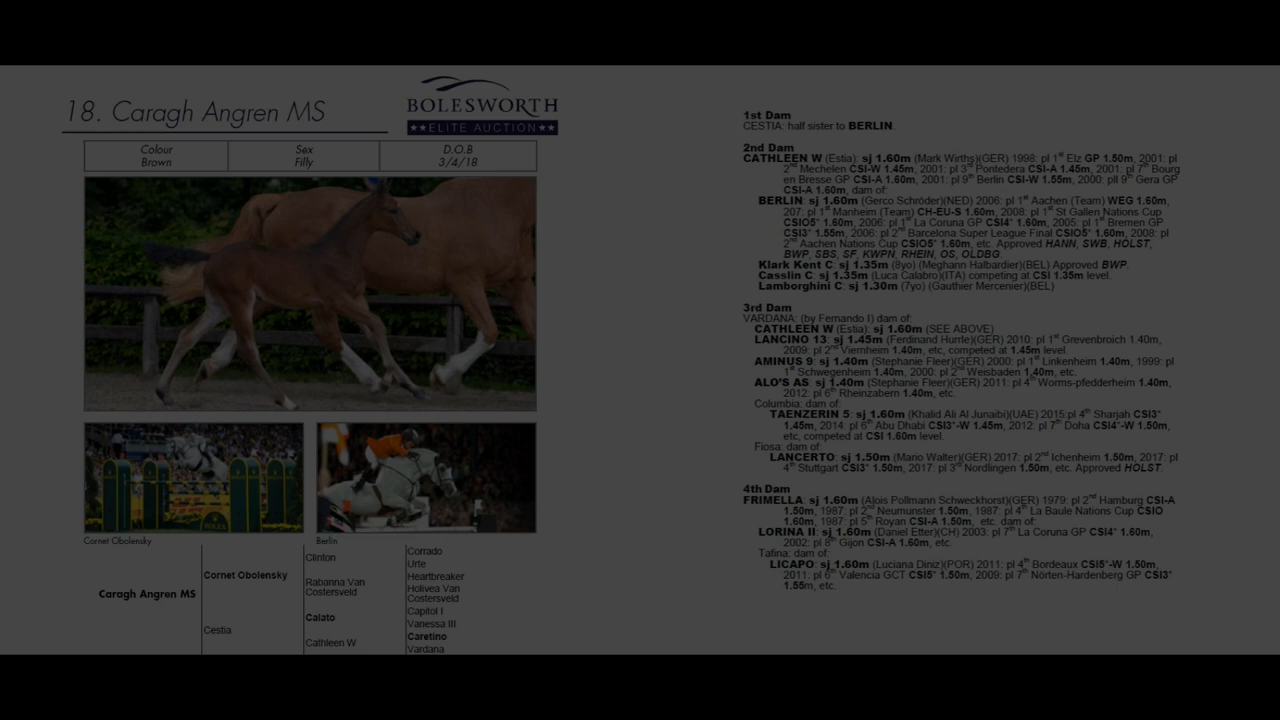 18. Caragh Angren MS
BOLESWORTH
★★ELITE AUCTION★★
Colour
Brown
Sex
Filly
D.O.B
3/4/18
Cornet Obolensky
Berlin
Caragh Angren MS
Cornet Obolensky
Cestia
Clinton
Rabanna Van
Costersveld
Calato
Cathleen W
Corrado
Urte
Heartbreaker
Holivea Van
Costersveld
Capitol I
Vanessa III
Caretino
Vardana
1st Dam
CESTIA: half sister to BERLIN.
2nd Dam
CATHLEEN W (Estia): sj 1.60m (Mark Wirths)(GER) 1998: pl 1st Elz GP 1.50m, 2001: pl
2nd Mechelen CSI-W 1.45m, 2001: pl 3rd Pontedera CSI-A 1.45m, 2001: pl 7th Bourg
en Bresse GP CSI-A 1.60m, 2001: pl 9th Berlin CSI-W 1.55m, 2000: pll 9th Gera GP
CSI-A 1.60m, dam of:
BERLIN: sj 1.60m (Gerco Schröder)(NED) 2006: pl 1st Aachen (Team) WEG 1.60m,
207: pl 1st Manheim (Team) CH-EU-S 1.60m, 2008: pl 1st St Gallen Nations Cup
CSIO5* 1.60m, 2006: pl 1st La Coruna GP CSI4* 1.60m, 2005: pl 1st Bremen GP
CSI3* 1.55m, 2006: pl 2nd Barcelona Super League Final CSIO5* 1.60m, 2008: pl
2nd Aachen Nations Cup CSIO5* 1.60m, etc. Approved HANN, SWB, HOLST,
BWP, SBS, SF, KWPN, RHEIN, OS, OLDBG.
Klark Kent C: sj 1.35m (8yo) (Meghann Halbardier)(BEL) Approved BWP.
Casslin C: sj 1.35m (Luca Calabro)(ITA) competing at CSI 1.35m level.
Lamborghini C: sj 1.30m (7yo) (Gauthier Mercenier)(BEL)
3rd Dam
VARDANA: (by Fernando I) dam of:
CATHLEEN W (Estia): sj 1.60m (SEE ABOVE)
LANCINO 13: sj 1.45m (Ferdinand Hurrle)(GER) 2010: pl 1st Grevenbroich 1.40m,
2009: pl 2nd Viernheim 1.40m, etc, competed at 1.45m level.
AMINUS 9: sj 1.40m (Stephanie Fleer)(GER) 2000: pl 1st Linkenheim 1.40m, 1999: pl
1st Schwegenheim 1.40m, 2000: pl 2nd Weisbaden 1.40m, etc.
ALO'S AS: sj 1.40m (Stephanie Fleer)(GER) 2011: pl 4th Worms-pfedderheim 1.40m,
2012: pl 6th Rheinzabern 1.40m, etc.
Columbia: dam of:
TAENZERIN 5: sj 1.60m (Khalid Ali Al Junaibi)(UAE) 2015:pl 4th Sharjah CSI3*
1.45m, 2014: pl 6th Abu Dhabi CSI3*-W 1.45m, 2012: pl 7th Doha CSI4*-W 1.50m,
etc, competed at CSI 1.60m level.
Fiosa: dam of:
LANCERTO: sj 1.50m (Mario Walter)(GER) 2017: pl 2nd Ichenheim 1.50m, 2017: pl
4th Stuttgart CSI3* 1.50m, 2017: pl 3rd Nordlingen 1.50m, etc. Approved HOLST.
4th Dam
FRIMELLA: sj 1.60m (Alois Pollmann Schweckhorst)(GER) 1979: pl 2nd Hamburg CSI-A
1.50m, 1987: pl 2nd Neumunster 1.50m, 1987: pl 4th La Baule Nations Cup CSIO
1.60m, 1987: pl 5th Royan CSI-A 1.50m, etc. dam of:
LORINA II: sj 1.60m (Daniel Etter)(CH) 2003: pl 7th La Coruna GP CSI4* 1.60m,
2002: pl 8th Gijon CSI-A 1.60m, etc.
Tafina: dam of:
LICAPO: sj 1.60m (Luciana Diniz)(POR) 2011: pl 4th Bordeaux CSI5*-W 1.50m,
2011: pl 6th Valencia GCT CSI5* 1.50m, 2009: pl 7th Nörten-Hardenberg GP CSI3*
1.55m, etc.